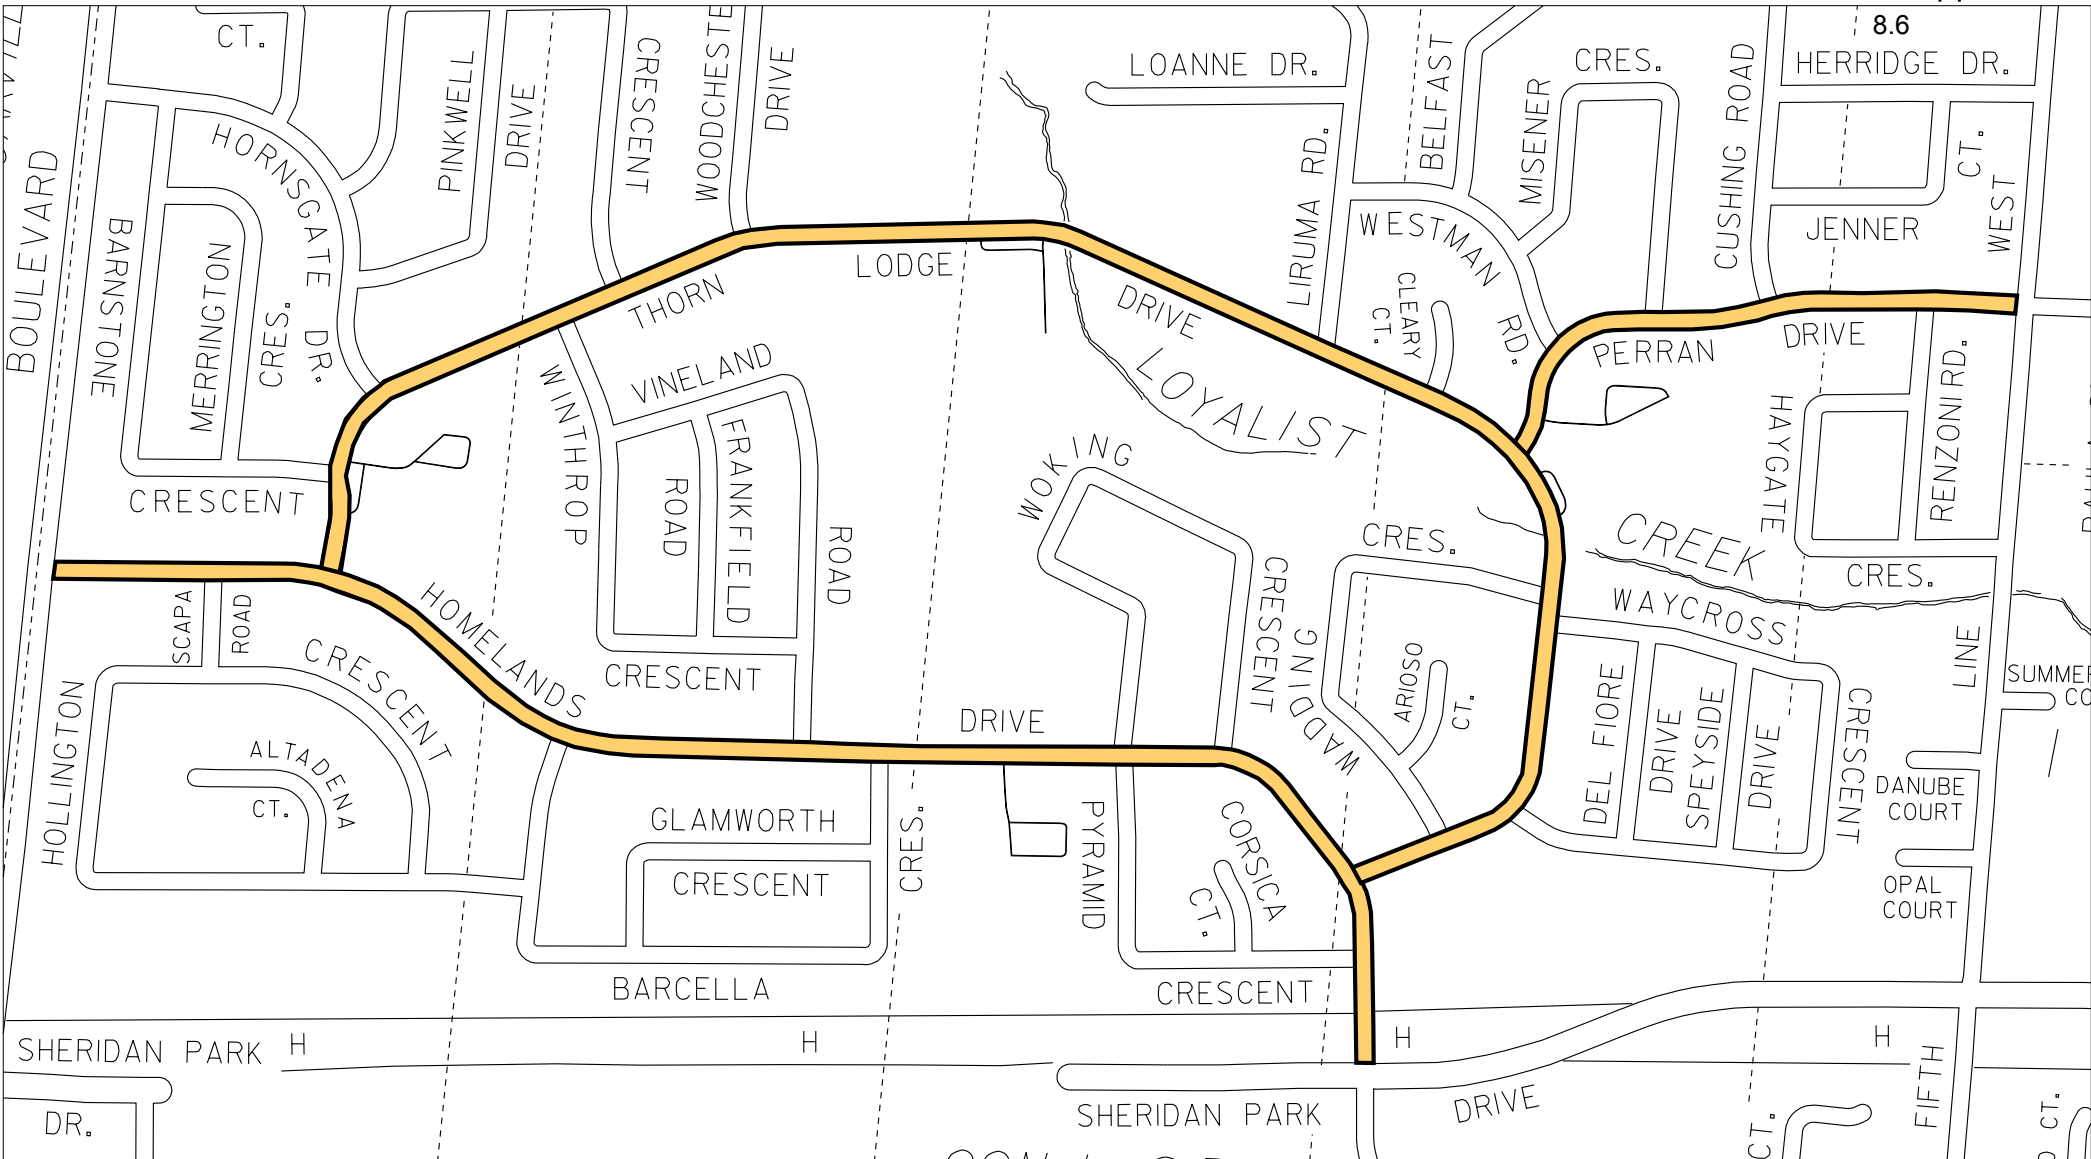 8.6
CT.
HERRIDGE DR.
CRES.
LOANNE DR.
PINKWELL
DRIVE
CRESCENT
DRIVE
BELFAST
MISENER
CUSHING ROAD
CT.
HORNSGATE DR.
LIRUMA RD.
WEST
BOULEVARD
BARNSTONE
MERRINGTON
CRES.
WESTMAN
RD.
JENNER
LODGE
THORN
DRIVE
CLEARY
CT.
PERRAN
DRIVE
VINELAND
WINTHROP
LOYALIST
RENZONI RD.
HAYGATE
FRANKFIELD
ROAD
WOKING
CRESCENT
ROAD
CRES.
CREEK
CRES.
WAYCROSS
HOMELANDS
SCAPA
ROAD
CRESCENT
CRESCENT
CRESCENT
WADDING
ARIOSO
CT.
LINE
HOLLINGTON
DRIVE
DEL FIORE
DRIVE
SPEYSIDE
DRIVE
CRESCENT
ALTADENA
CT.
DANUBE
COURT
GLAMWORTH
CRES.
PYRAMID
CORSICA
CT.
CRESCENT
OPAL
COURT
BARCELLA
CRESCENT
SHERIDAN PARK
H
H
H
H
FIFTH
SHERIDAN PARK
DRIVE
DR.
CT.
CT.